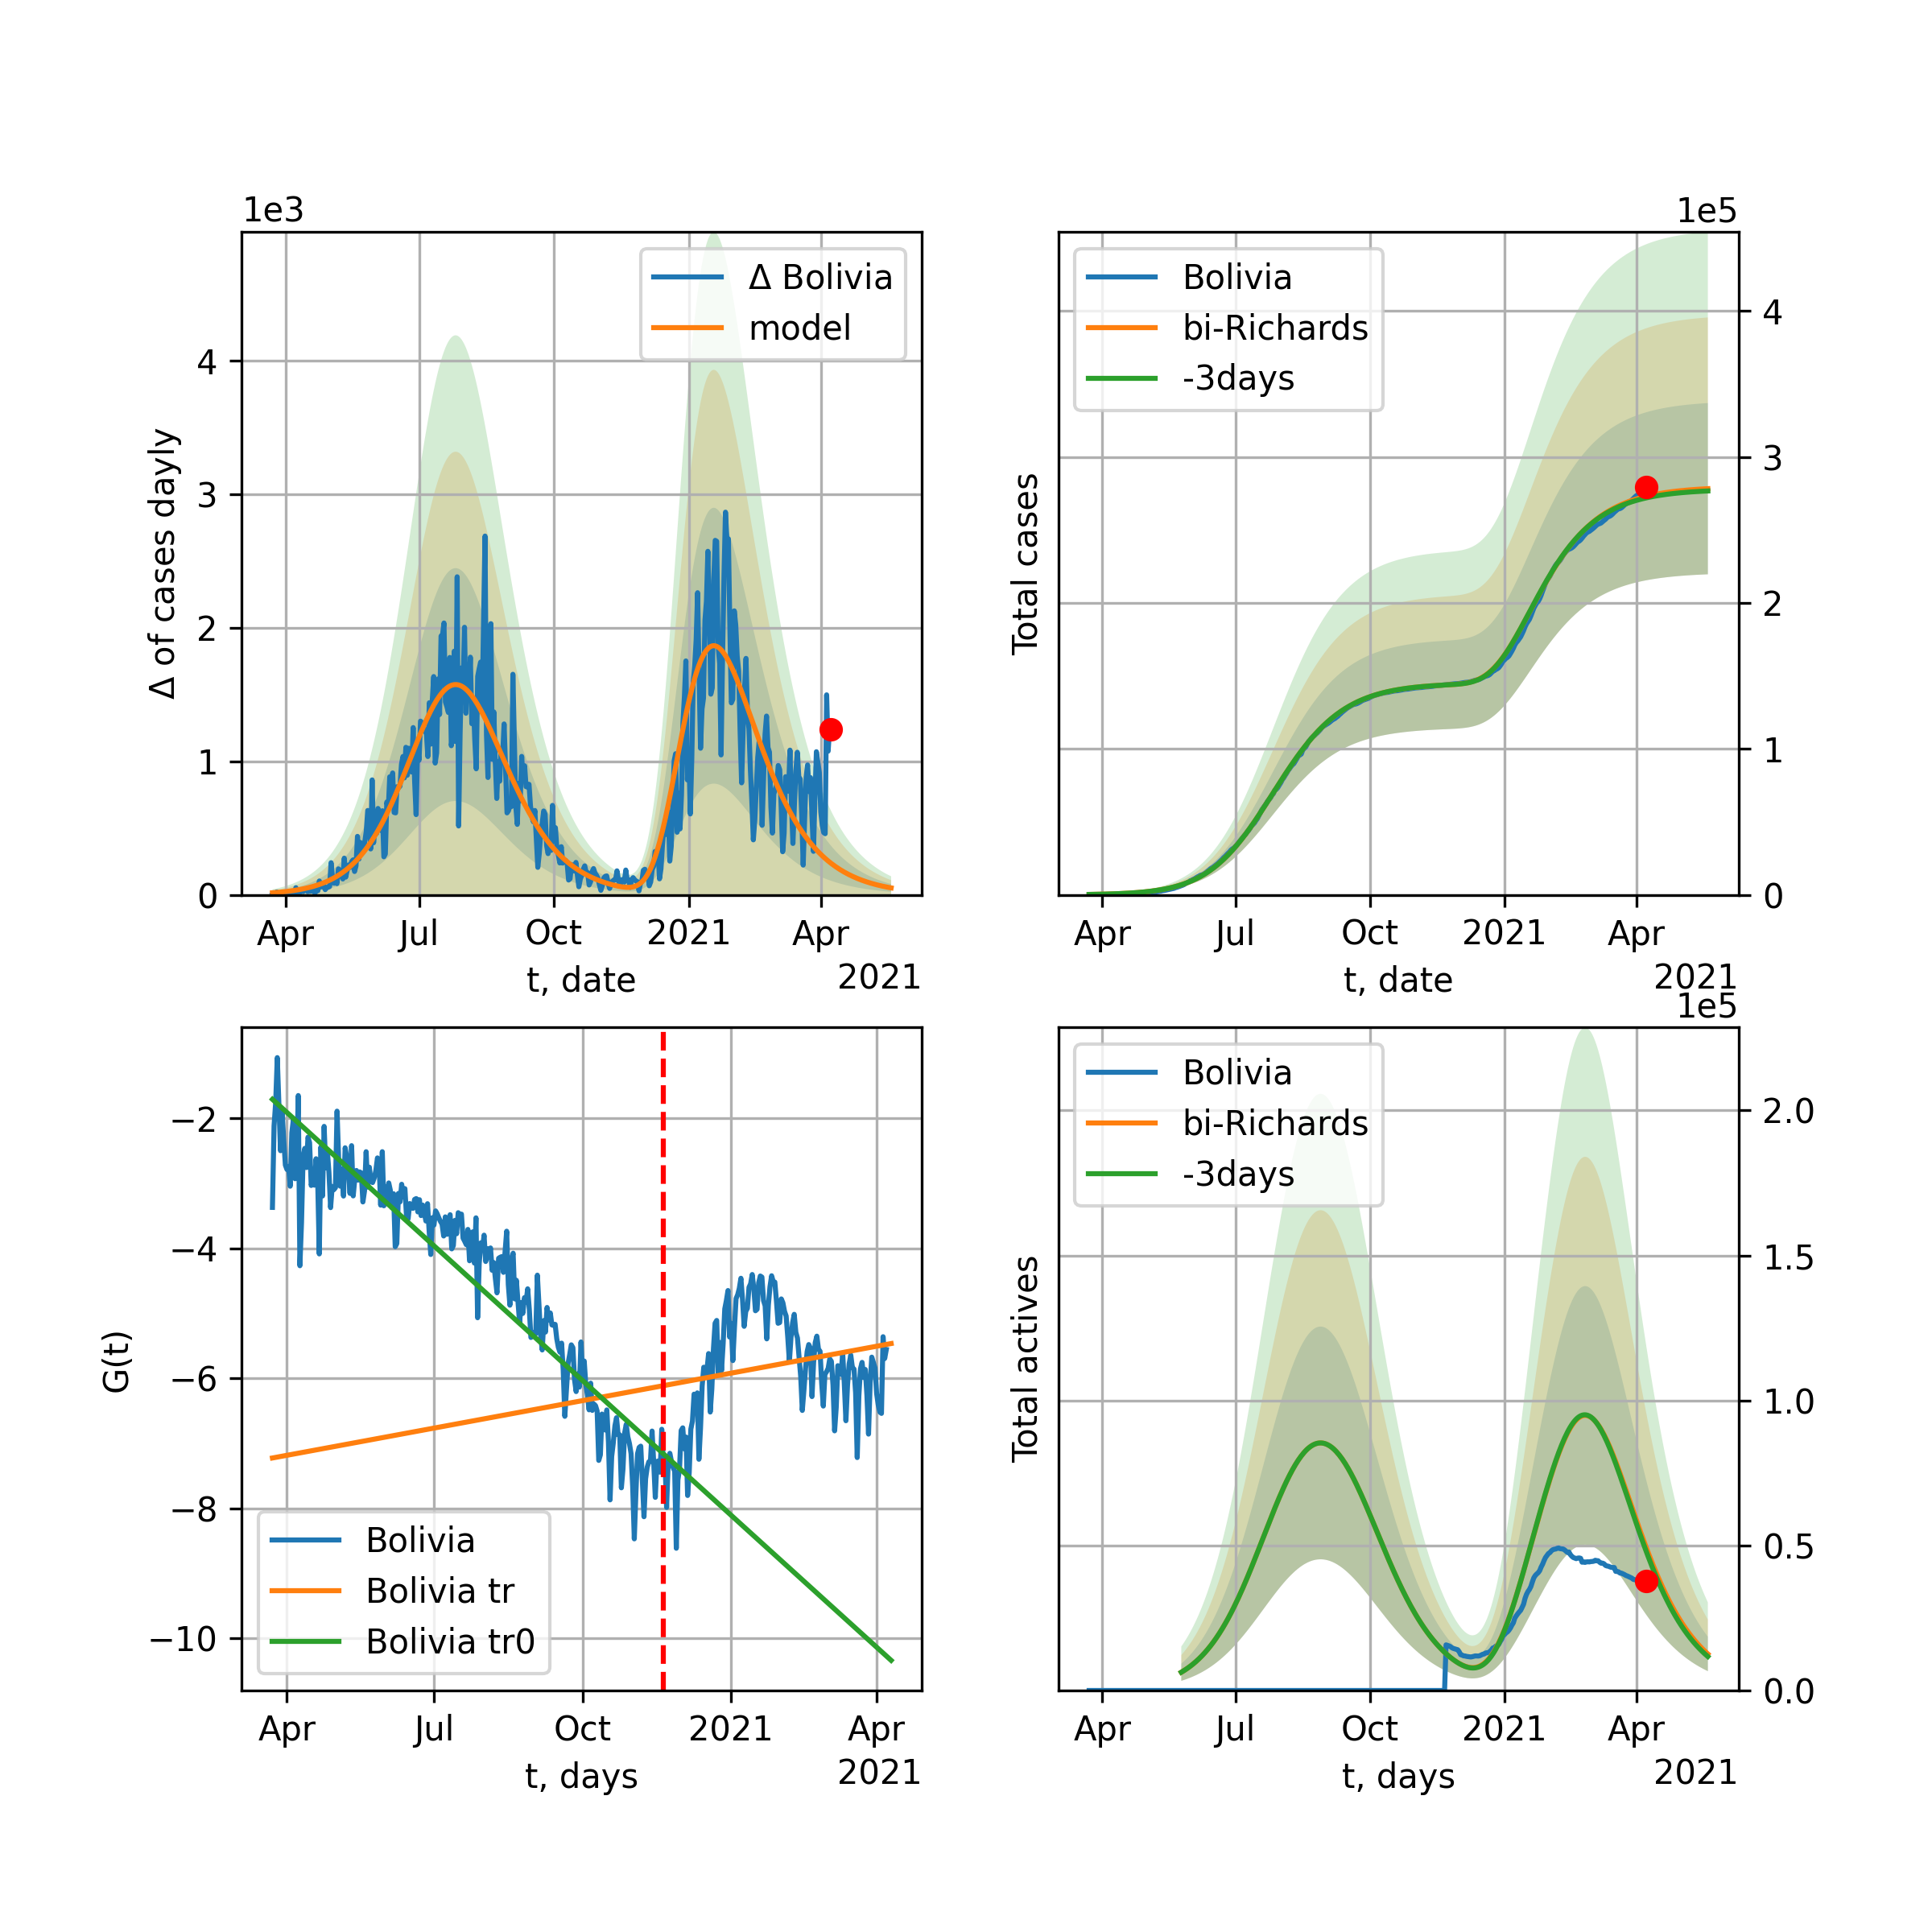 1e3
Δ Bolivia
model
Δ of cases dayly
4
3
2
1
0
Apr Jul Oct 2021 Apr
t, date
2021
1e5
Bolivia
bi-Richards
-3days
Total cases
4
3
2
1
0
Apr Jul Oct 2021 Apr
t, date
2021
G(t)
−2
−4
−6
−8
−10
Bolivia
Bolivia tr
Bolivia tr0
Apr Jul Oct 2021 Apr
t, days
2021
1e5
Bolivia
bi-Richards
-3days
Total actives
2.0
1.5
1.0
0.5
0.0
Apr Jul Oct 2021 Apr
t, days
2021